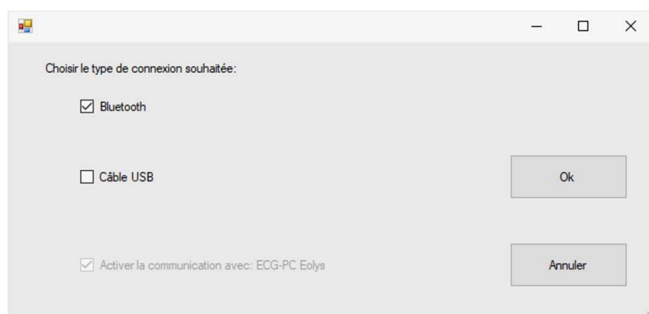 Choisir le type de connexion souhaitée:
Bluetooth
Câble USB
Ok
Activer la communication avec: ECG-PC Eolys
Annuler